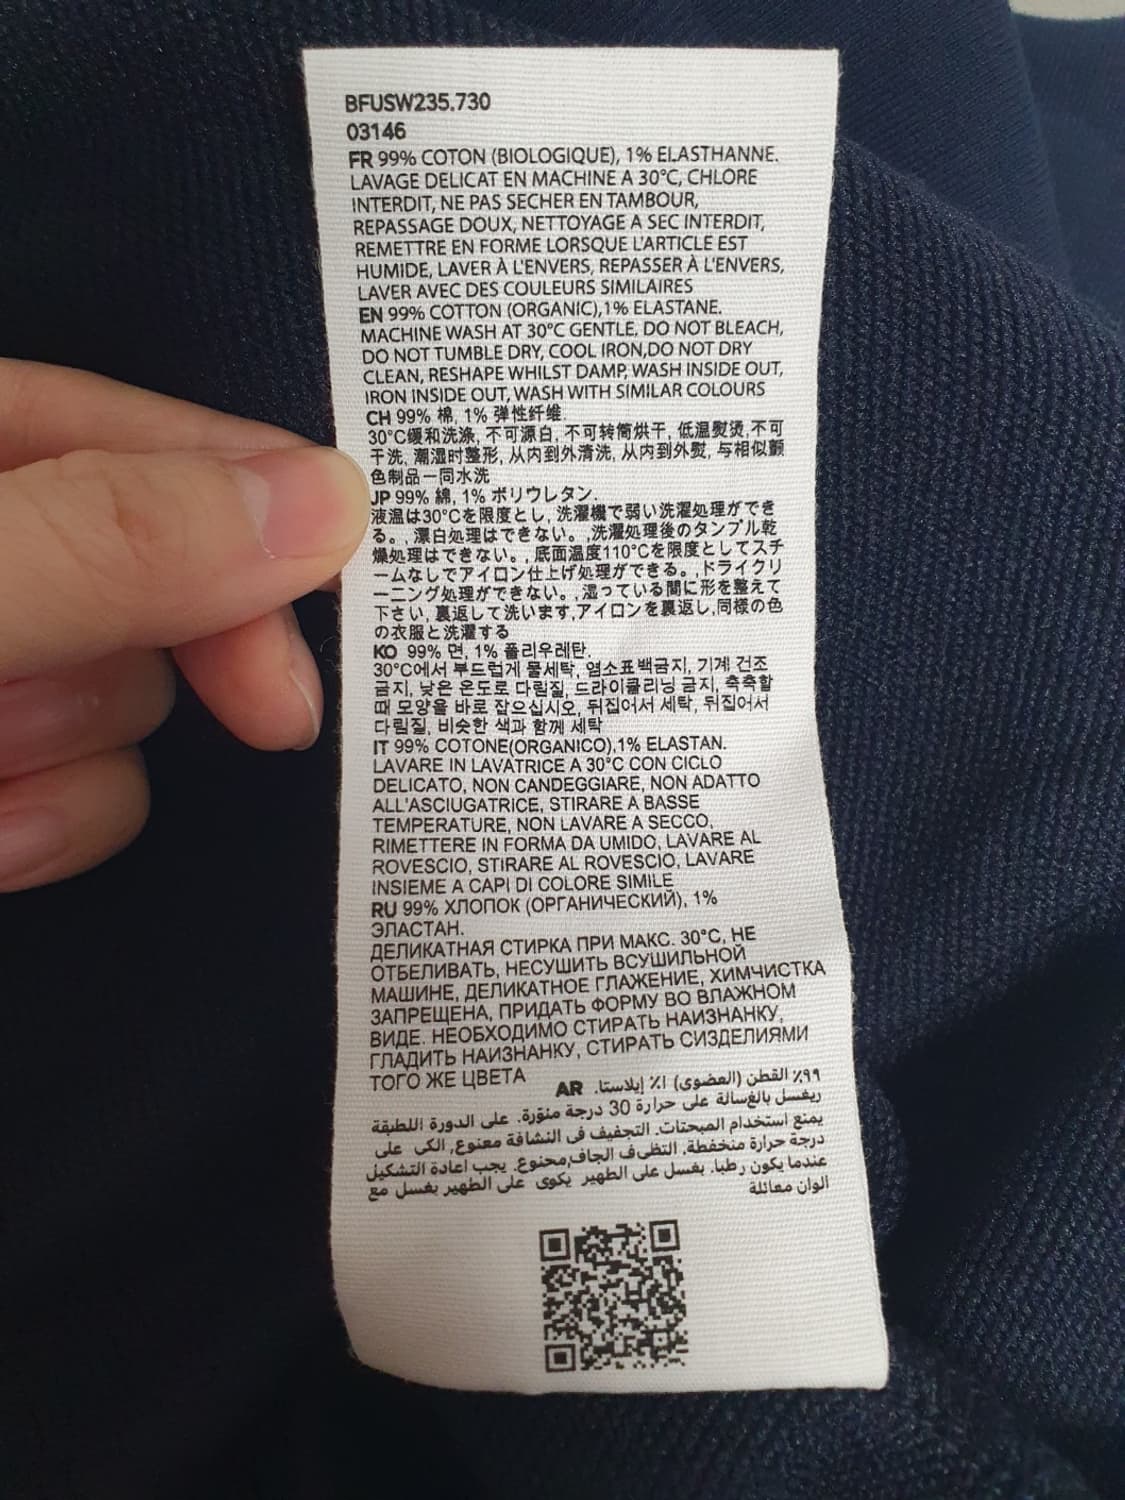 BFUSW235.730
03146
FR 99% COTON (BIOLOGIQUE), 1% ELASTHANNE.
LAVAGE DELICAT EN MACHINE A 30°C, CHLORE
INTERDIT, NE PAS SECHER EN TAMBOUR,
REPASSAGE DOUX, NETTOYAGE A SEC INTERDIT,
REMETTRE EN FORME LORSQUE L'ARTICLE EST
HUMIDE, LAVER À L'ENVERS, REPASSER À L'ENVERS,
LAVER AVEC DES COULEURS SIMILAIRES
EN 99% COTTON (ORGANIC),1% ELASTANE.
MACHINE WASH AT 30°C GENTLE, DO NOT BLEACH,
DO NOT TUMBLE DRY, COOL IRON,DO NOT DRY
CLEAN, RESHAPE WHILST DAMP, WASH INSIDE OUT,
IRON INSIDE OUT, WASH WITH SIMILAR COLOURS
CH 99% 棉, 1% 弹性纤维.
30°C缓和洗涤, 不可源白, 不可转筒烘干, 低温熨烫,不可
干洗, 潮湿时整形, 从内到外清洗, 从内到外熨, 与相似颤
色制品一同水洗
JP 99% 綿, 1% ポリウレタン.
液温は30°Cを限度とし, 洗濯機で弱い洗濯処理ができ
る。, 漂白処理はできない。,洗濯処理後のタンブル乾
燥処理はできない。, 底面温度110°Cを限度としてスチ
ームなしでアイロン仕上げ処理ができる。,ドライクリ
ーニング処理ができない。,湿っている間に形を整えて
下さい, 裏返して洗います,アイロンを裏返し,同様の色
の衣服と洗濯する
KO 99% 면, 1% 폴리우레탄.
30°C에서 부드럽게 물세탁, 염소표백금지, 기계 건조
금지, 낮은 온도로 다림질, 드라이클리닝 금지, 축축할
때 모양을 바로 잡으십시오, 뒤집어서 세탁, 뒤집어서
다림질, 비슷한 색과 함께 세탁
IT 99% COTONE(ORGANICO),1% ELASTAN.
LAVARE IN LAVATRICE A 30°C CON CICLO
DELICATO, NON CANDEGGIARE, NON ADATTO
ALL'ASCIUGATRICE, STIRARE A BASSE
TEMPERATURE, NON LAVARE A SECCO,
RIMETTERE IN FORMA DA UMIDO, LAVARE AL
ROVESCIO, STIRARE AL ROVESCIO, LAVARE
INSIEME A CAPI DI COLORE SIMILE
RU 99% ХЛОПОК (ОРГАНИЧЕСКИЙ), 1%
ЭЛАСТАН.
ДЕЛИКАТНАЯ СТИРКА ПРИ МАКС. 30°C, НЕ
ОТБЕЛИВАТЬ, НЕСУШИТЬ ВСУШИЛЬНОЙ
МАШИНЕ, ДЕЛИКАТНОЕ ГЛАЖЕНИЕ, ХИМЧИСТКА
ЗАПРЕЩЕНА, ПРИДАТЬ ФОРМУ ВО ВЛАЖНОМ
ВИДЕ. НЕОБХОДИМО СТИРАТЬ НАИЗНАНКУ,
ГЛАДИТЬ НАИЗНАНКУ, СТИРАТЬ СИЗДЕЛИЯМИ
ТОГО ЖЕ ЦВЕТА
AR ٩٩٪ القطن (العضوي) ١٪ إيلاستا.
ريغسل بالغسالة على حرارة 30 درجة منؤرة. على الدورة اللطبقة
يمنع استخدام المبحتات. التجفيف في النشافة معنوع, الكى على
درجة حرارة منخفطة. التظيف الجاف,محنوع. يجب اعادة التشكيل
عندما يكون رطبا. بغسل على الطهير يكوى على الطهير بغسل مع
الوان معائلة